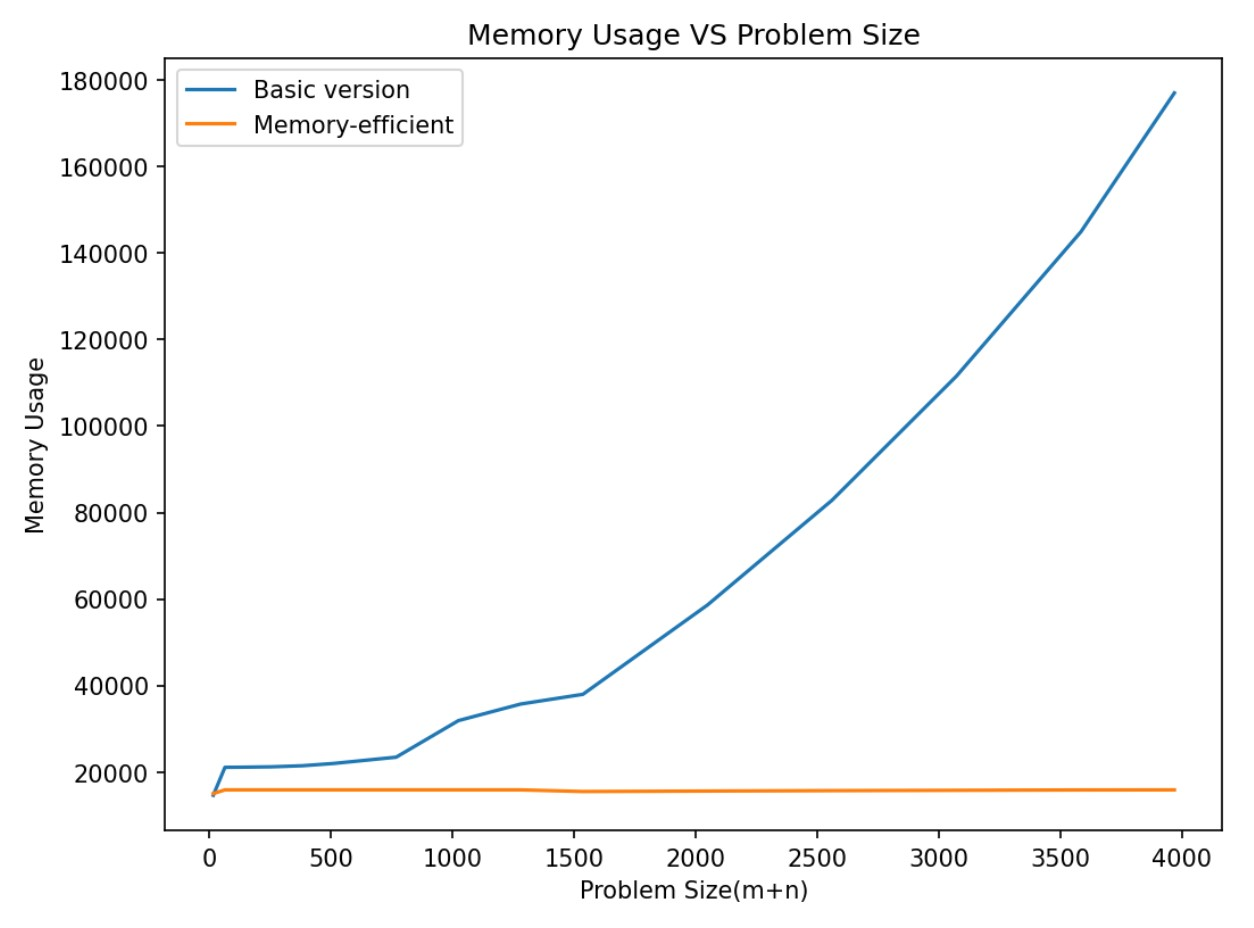 Memory Usage VS Problem Size
Basic version
Memory-efficient
Memory Usage
180000
160000
140000
120000
100000
80000
60000
40000
20000
0 500 1000 1500 2000 2500 3000 3500 4000
Problem Size(m+n)